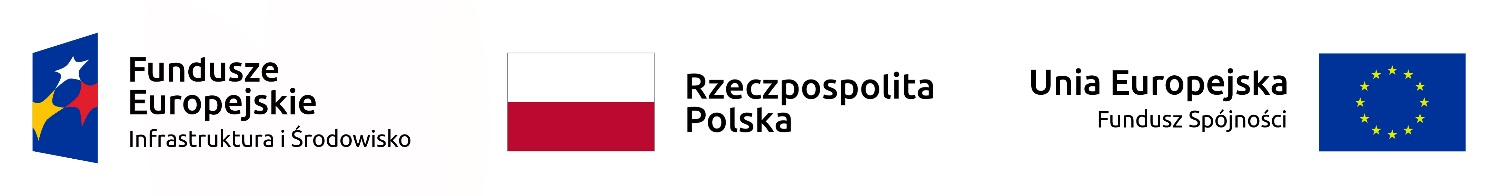 Fundusze
Europejskie
Infrastruktura i Środowisko
Rzeczpospolita
Polska
Unia Europejska
Fundusz Spójności